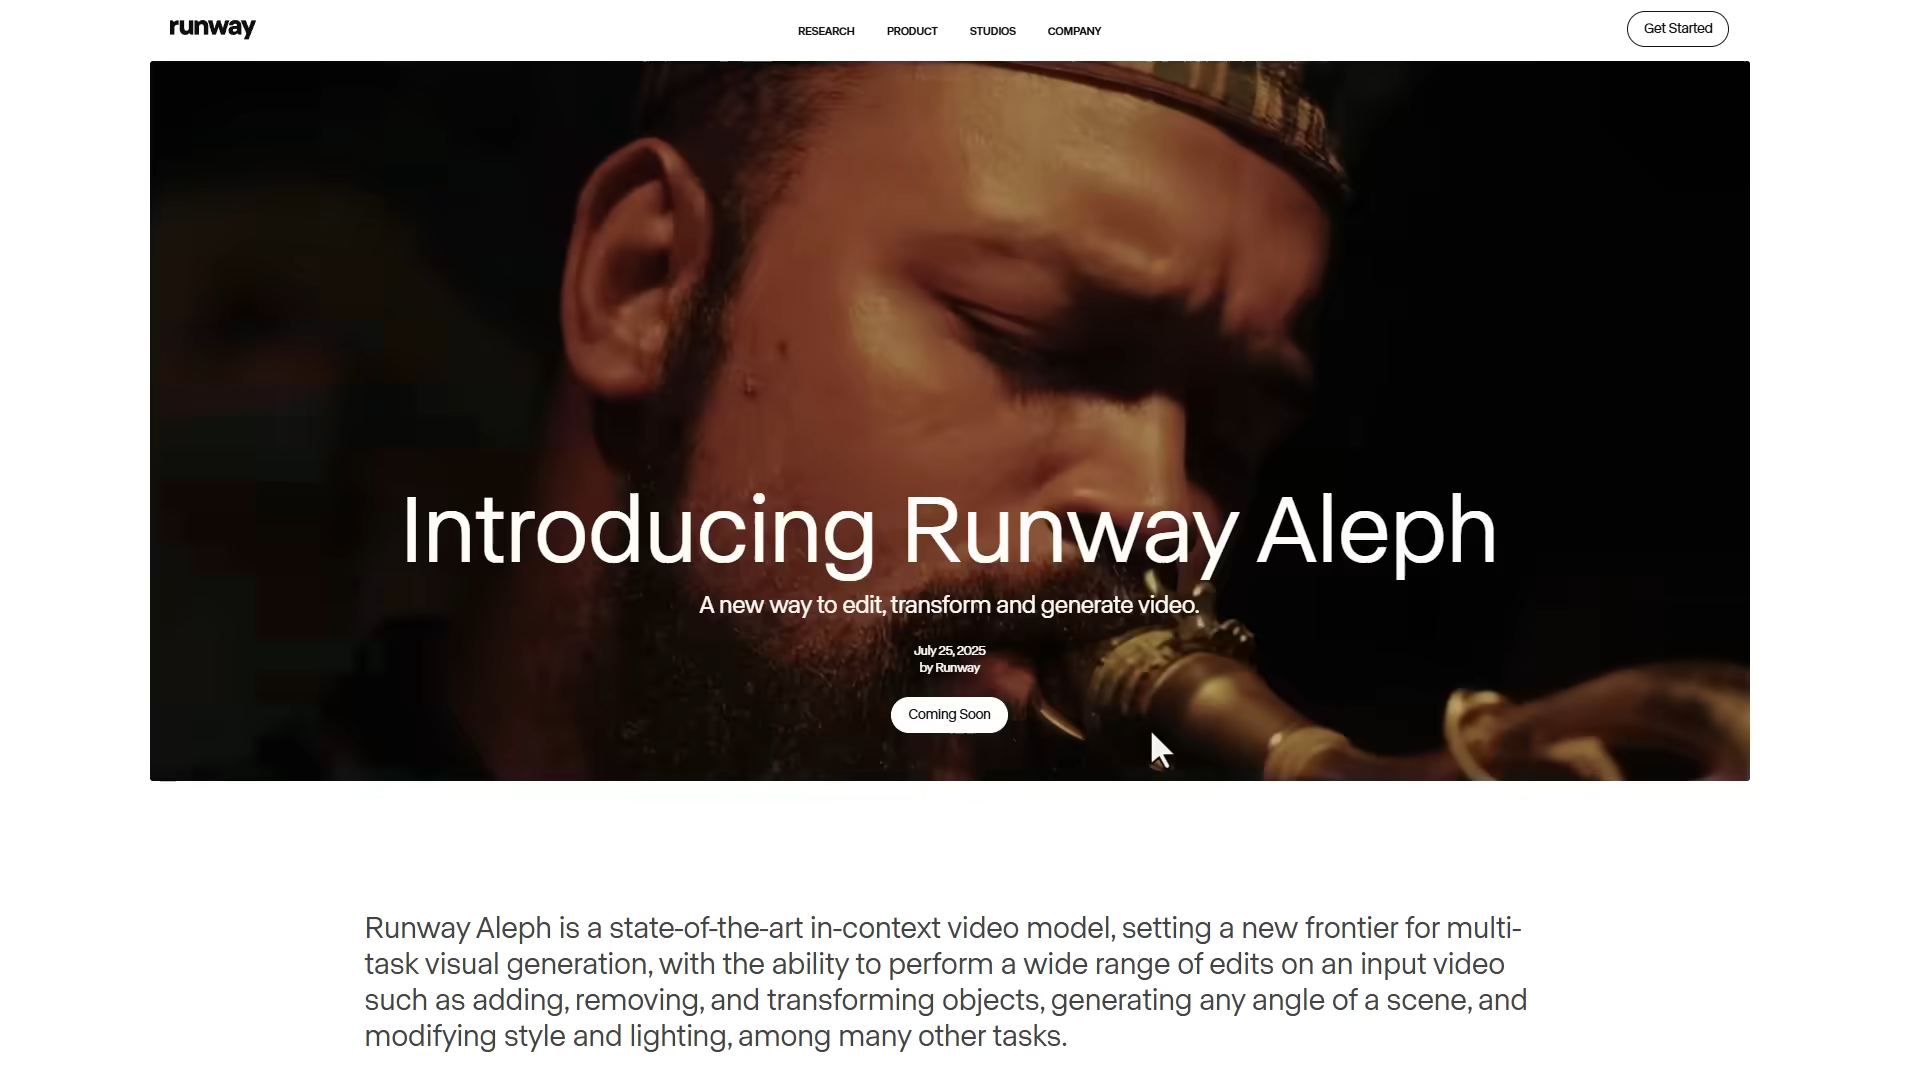 runway
RESEARCH PRODUCT STUDIOS COMPANY
Get Started
Introducing Runway Aleph
A new way to edit, transform and generate video.
July 25, 2025
by Runway
Coming Soon
Runway Aleph is a state-of-the-art in-context video model, setting a new frontier for multi-
task visual generation, with the ability to perform a wide range of edits on an input video
such as adding, removing, and transforming objects, generating any angle of a scene, and
modifying style and lighting, among many other tasks.